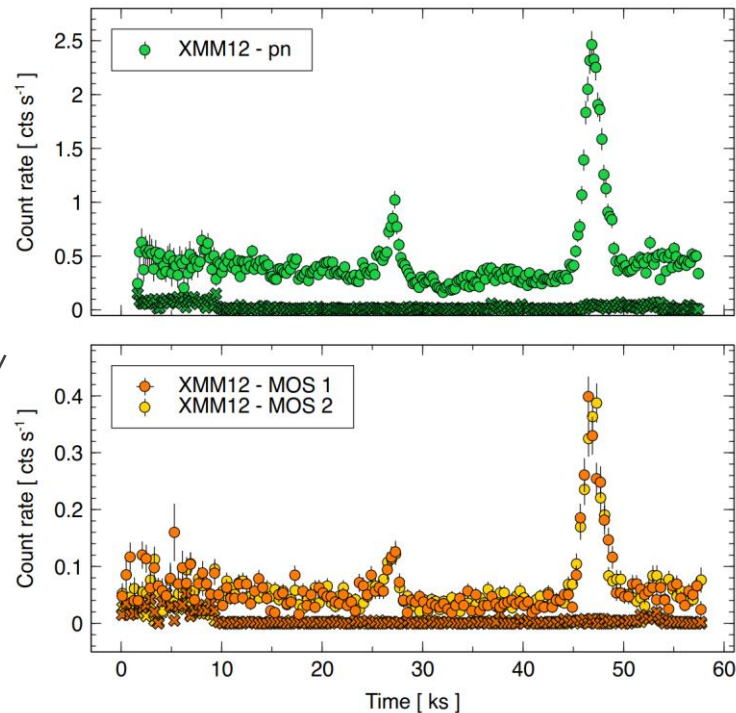 XMM12 - pn
Count rate [ cts s⁻¹ ]
2.5
2
1.5
1
0.5
0
XMM12 - MOS 1
XMM12 - MOS 2
Count rate [ cts s⁻¹ ]
0.4
0.3
0.2
0.1
0
0 10 20 30 40 50 60
Time [ ks ]